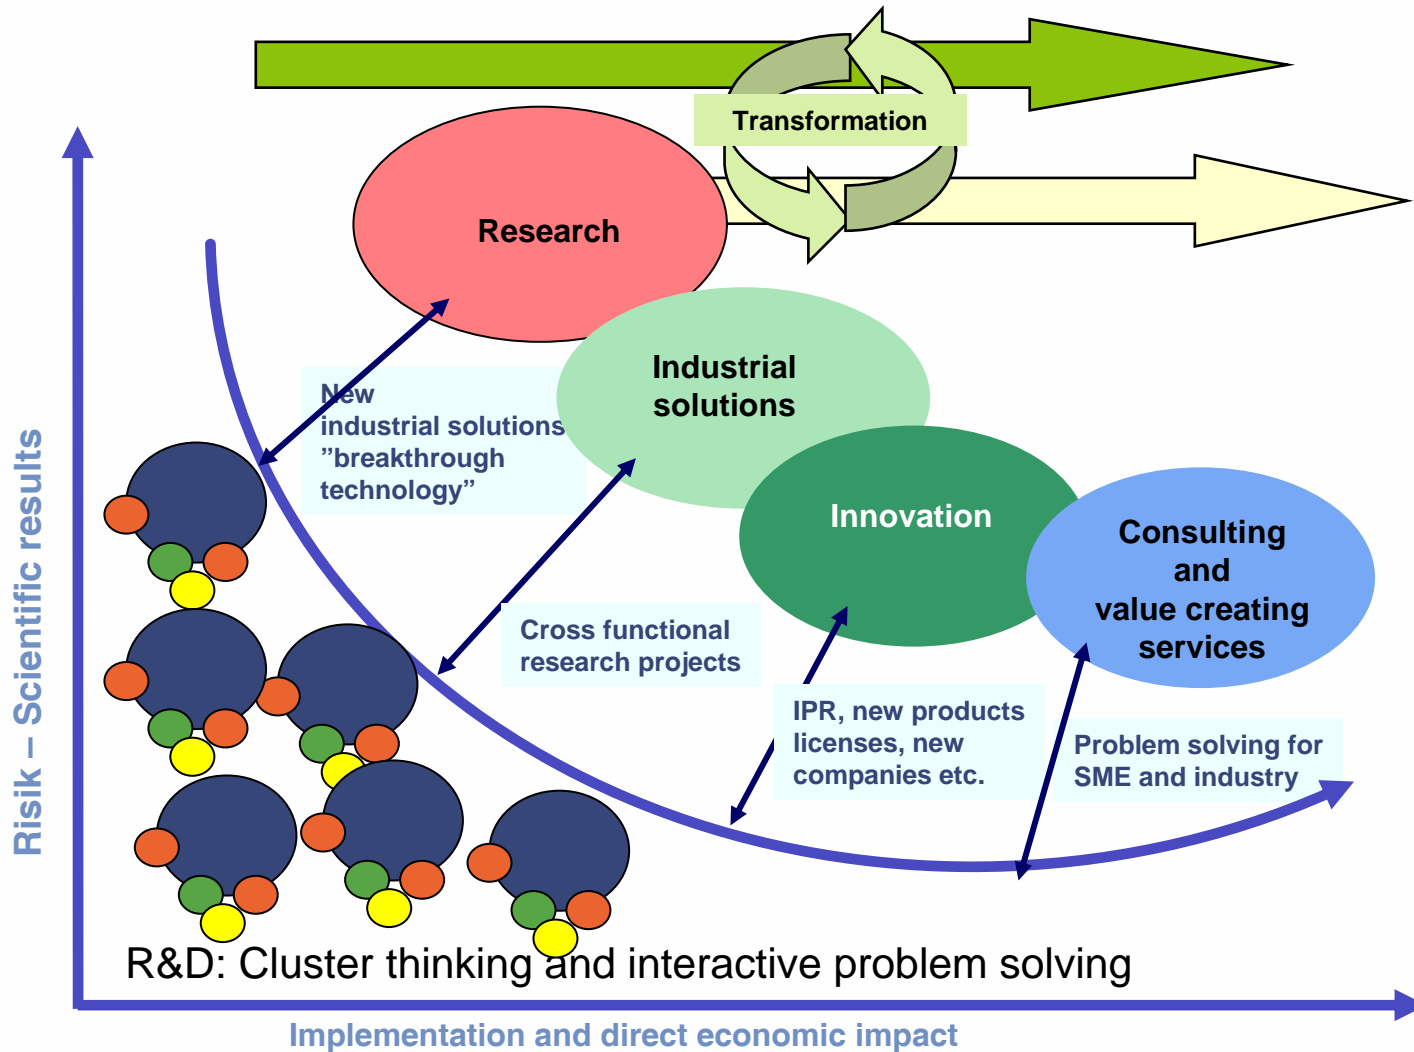 Transformation
Research
Industrial
solutions
New
industrial solutions
”breakthrough
technology”
Innovation
Consulting
and
value creating
services
Cross functional
research projects
IPR, new products
licenses, new
companies etc.
Problem solving for
SME and industry
Risik – Scientific results
R&D: Cluster thinking and interactive problem solving
Implementation and direct economic impact